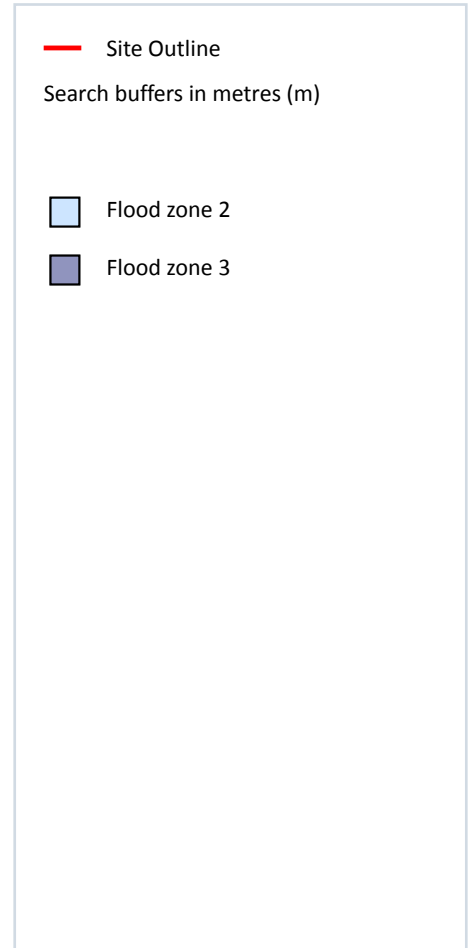 Site Outline
Search buffers in metres (m)
Flood zone 2
Flood zone 3